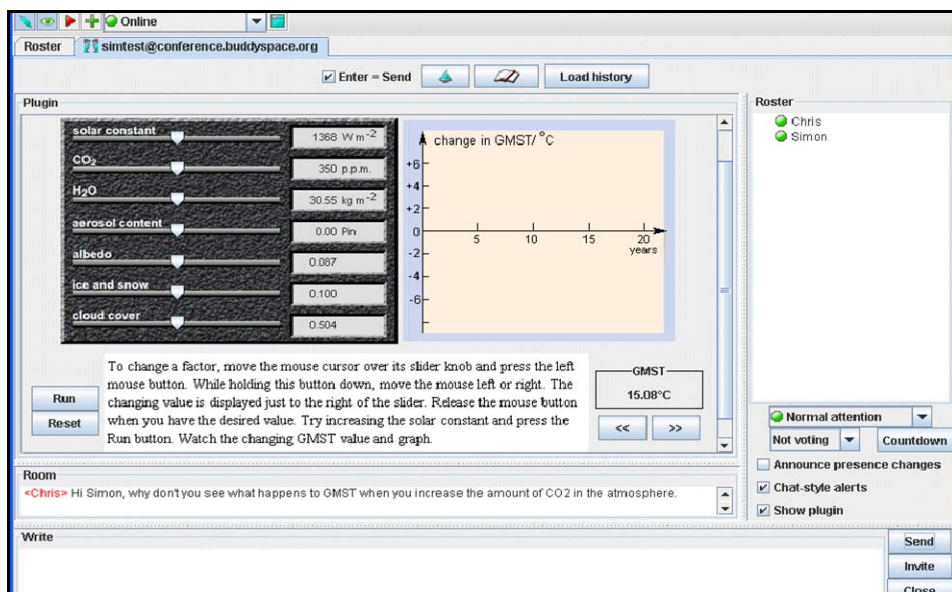 Online
Roster simtest@conference.buddyspace.org
Enter = Send Load history
Plugin
solar constant 1368 W m-2
CO2 350 p.p.m.
H2O 30.55 kg m-2
aerosol content 0.00 Pin
albedo 0.087
ice and snow 0.100
cloud cover 0.504
change in GMST/ °C
+6
+4
+2
0
5 10 15 20
years
-2
-4
-6
To change a factor, move the mouse cursor over its slider knob and press the left
mouse button. While holding this button down, move the mouse left or right. The
changing value is displayed just to the right of the slider. Release the mouse button
when you have the desired value. Try increasing the solar constant and press the
Run button. Watch the changing GMST value and graph.
Run
Reset
GMST
15.08°C
<< >>
Roster
Chris
Simon
Normal attention
Not voting Countdown
Announce presence changes
Chat-style alerts
Show plugin
Room
<Chris> Hi Simon, why don't you see what happens to GMST when you increase the amount of CO2 in the atmosphere.
Write
Send
Invite
Close